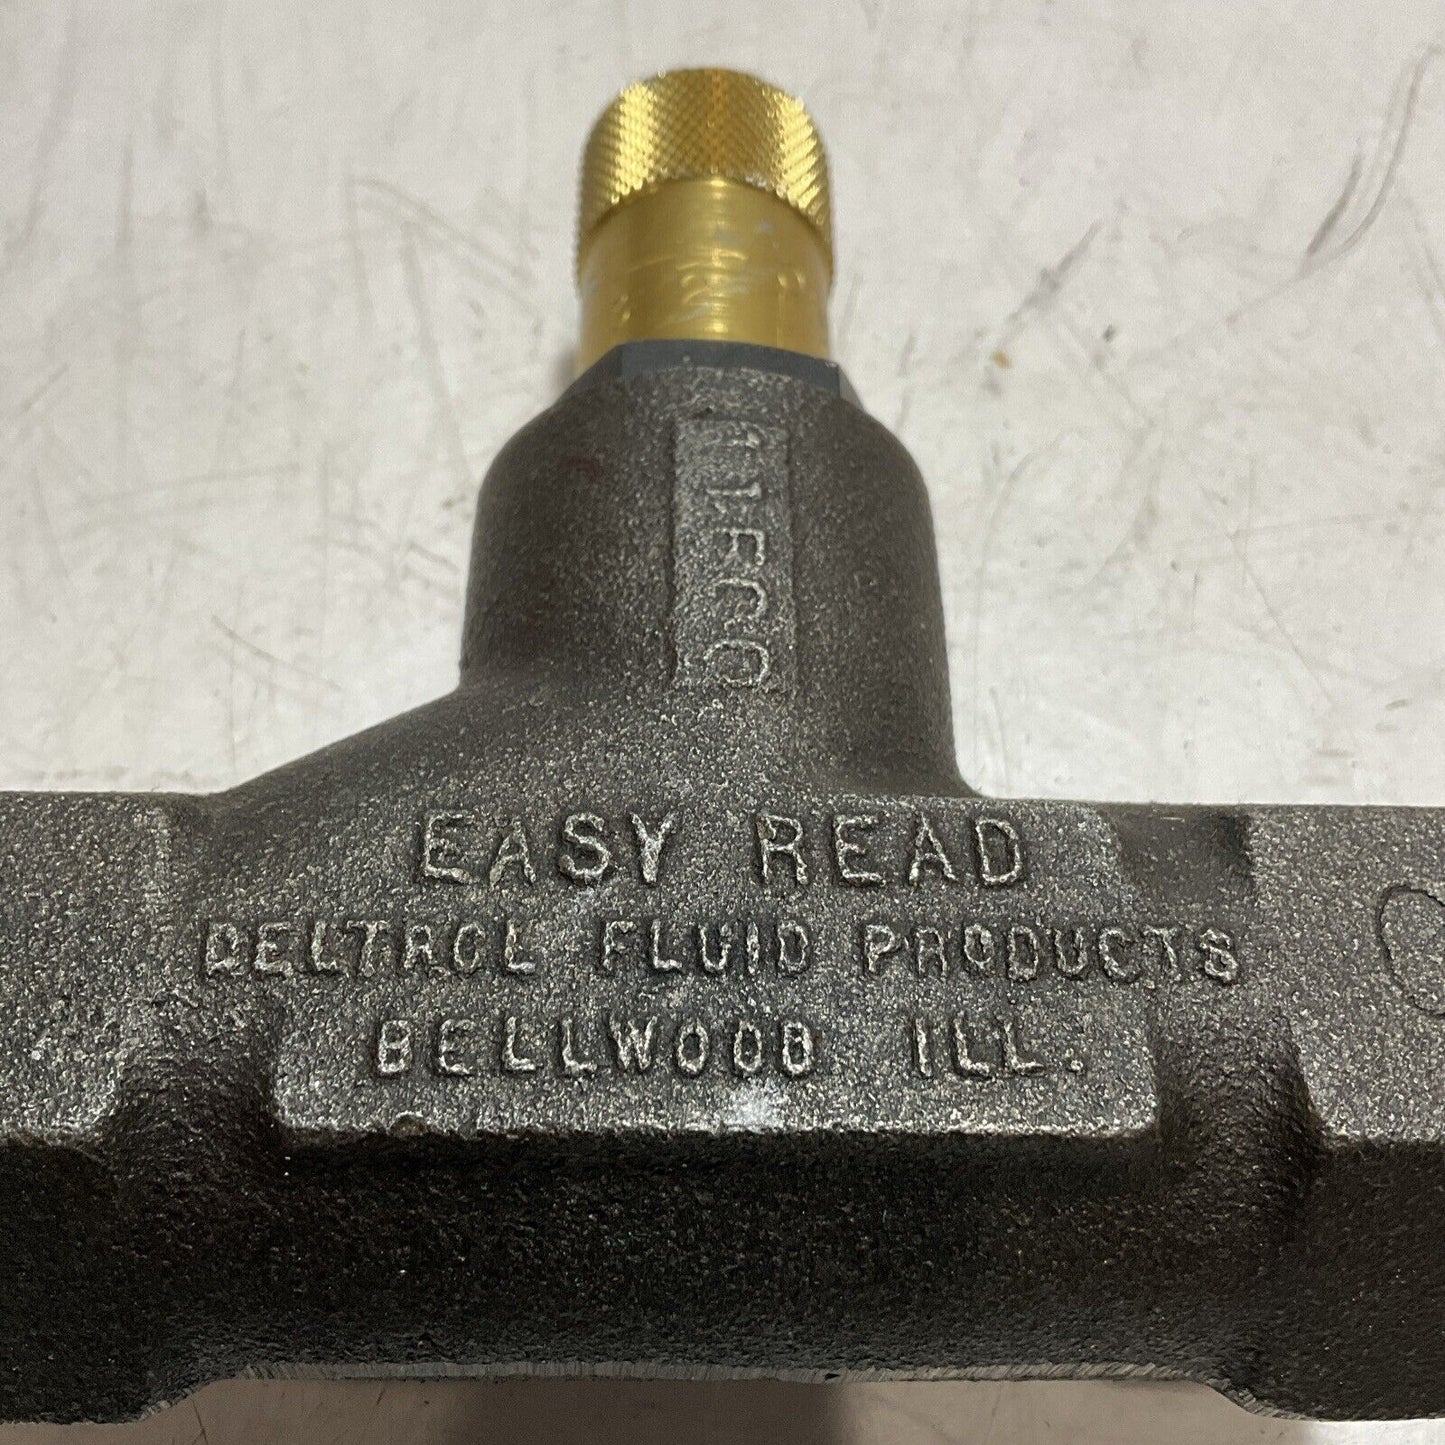 EASY READ
DELTROL FLUID PRODUCTS
BELLWOOD ILL.